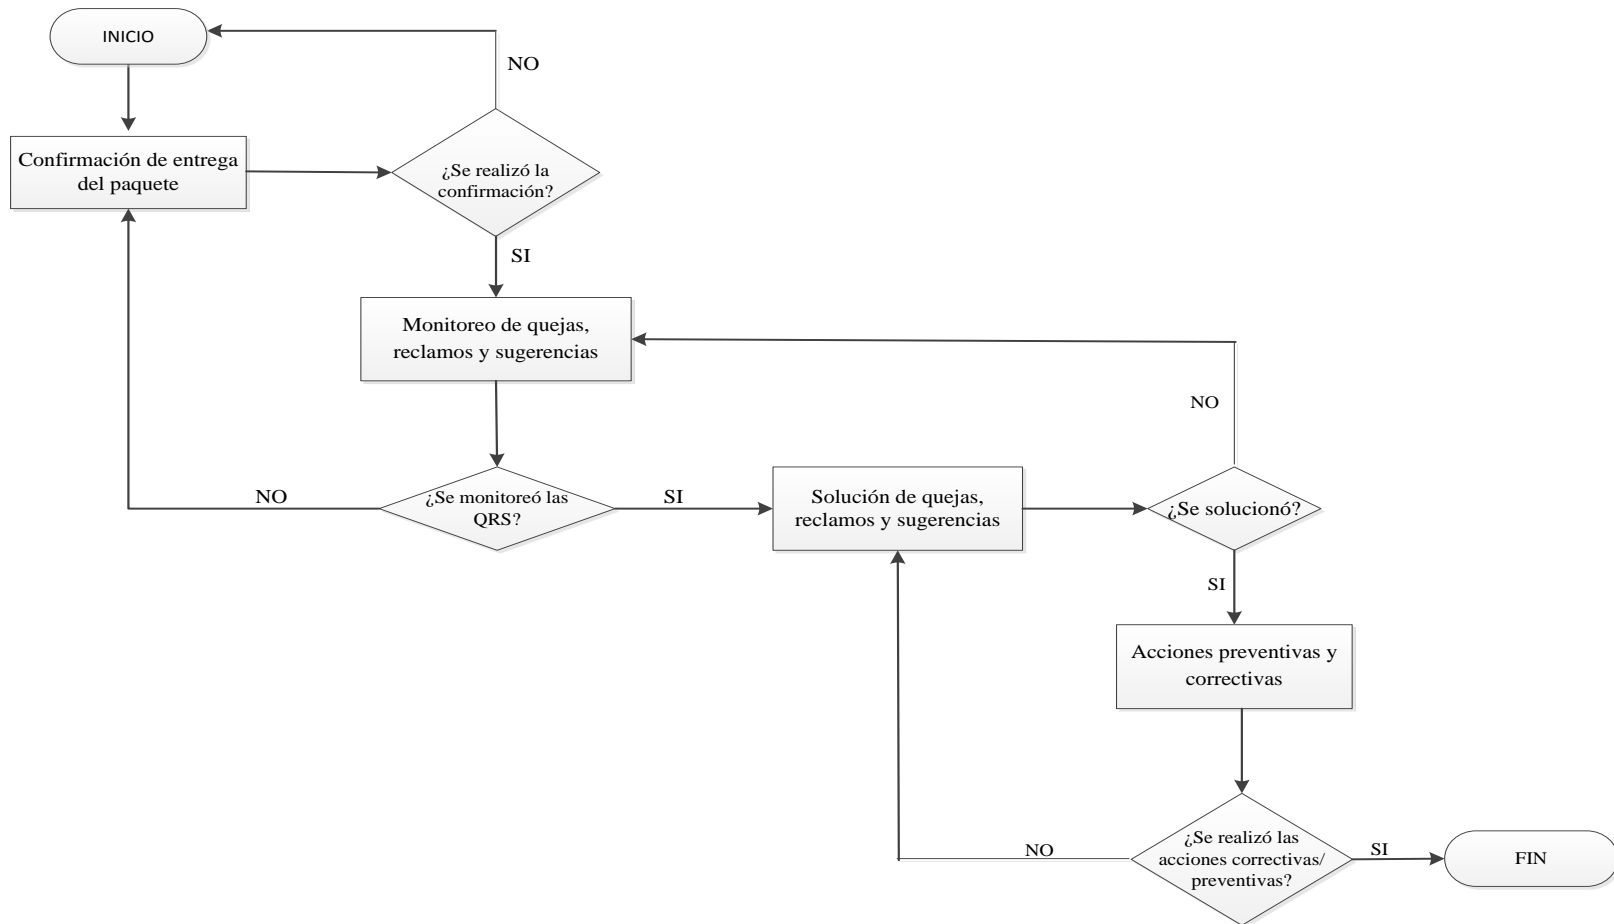 INICIO
NO
Confirmación de entrega
del paquete
¿Se realizó la
confirmación?
SI
Monitoreo de quejas,
reclamos y sugerencias
NO
NO
¿Se monitoreó las
QRS?
SI
Solución de quejas,
reclamos y sugerencias
¿Se solucionó?
SI
Acciones preventivas y
correctivas
NO
¿Se realizó las
acciones correctivas/
preventivas?
SI
FIN